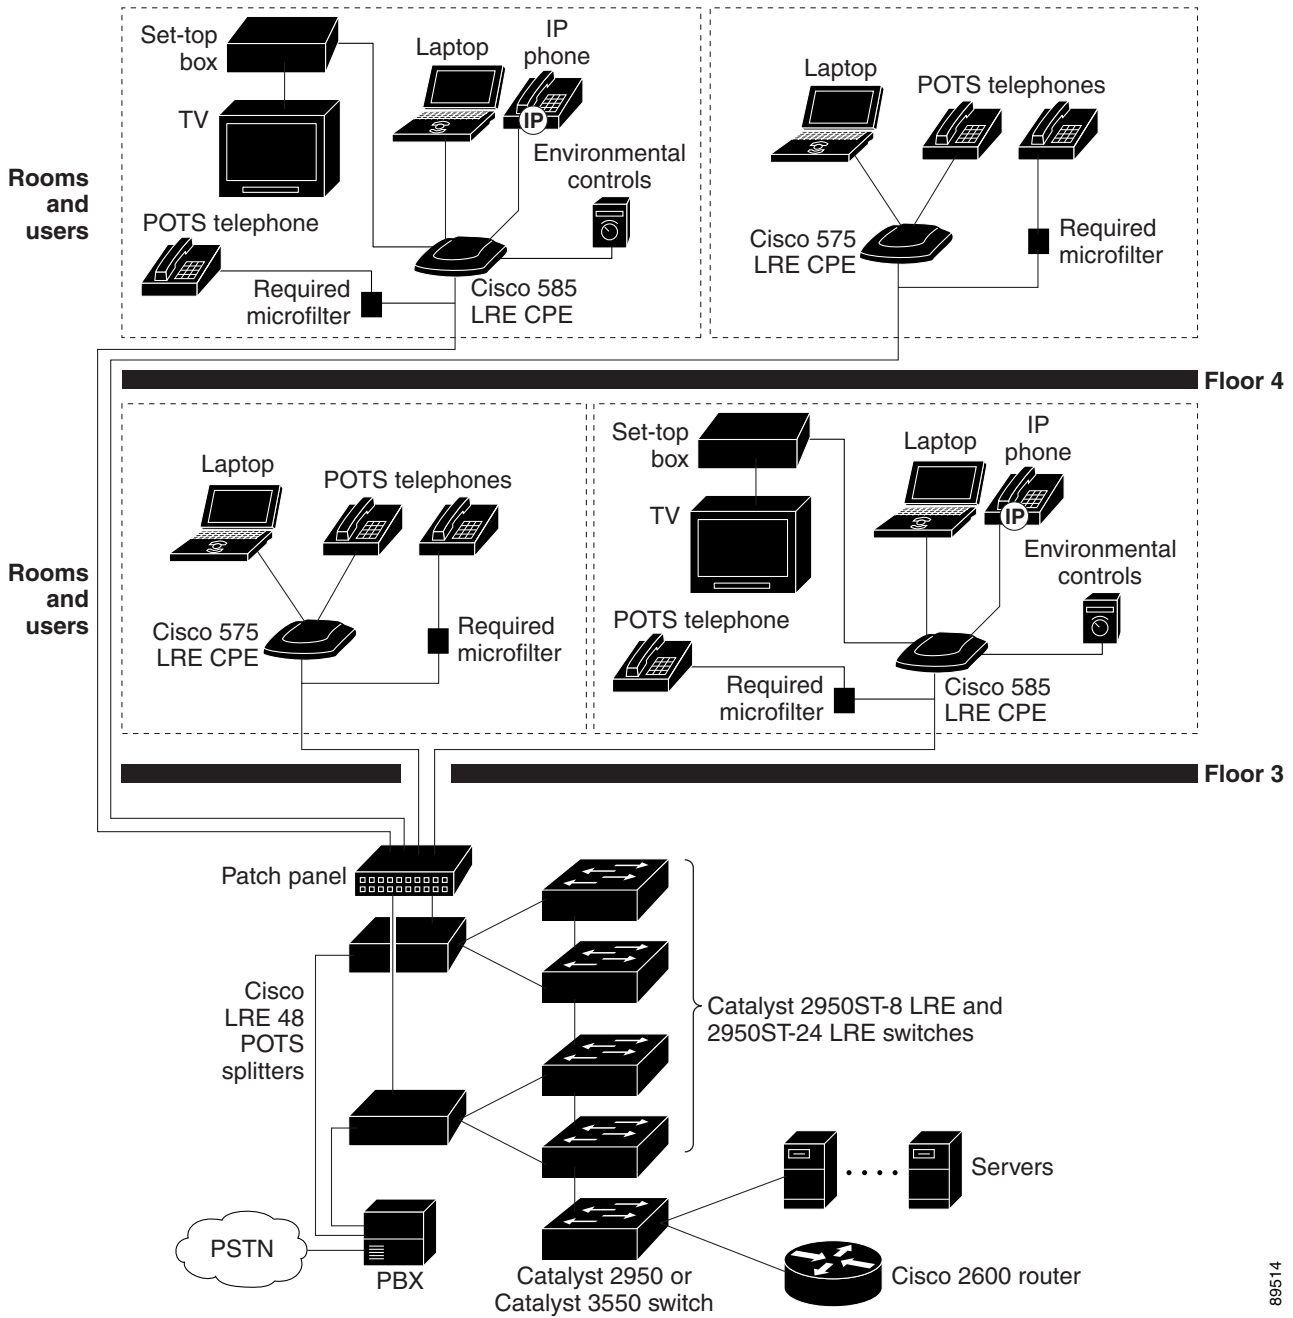 Set-top
box
TV
Laptop
IP
phone
IP
Environmental
controls
POTS telephone
Required
microfilter
Cisco 585
LRE CPE
Laptop
POTS telephones
Cisco 575
LRE CPE
Required
microfilter
Rooms
and
users
Floor 4
Laptop
POTS telephones
Cisco 575
LRE CPE
Required
microfilter
Set-top
box
TV
Laptop
IP
phone
IP
Environmental
controls
POTS telephone
Required
microfilter
Cisco 585
LRE CPE
Rooms
and
users
Floor 3
Patch panel
Cisco
LRE 48
POTS
splitters
Catalyst 2950ST-8 LRE and
2950ST-24 LRE switches
Servers
PSTN
PBX
Catalyst 2950 or
Catalyst 3550 switch
Cisco 2600 router
89514